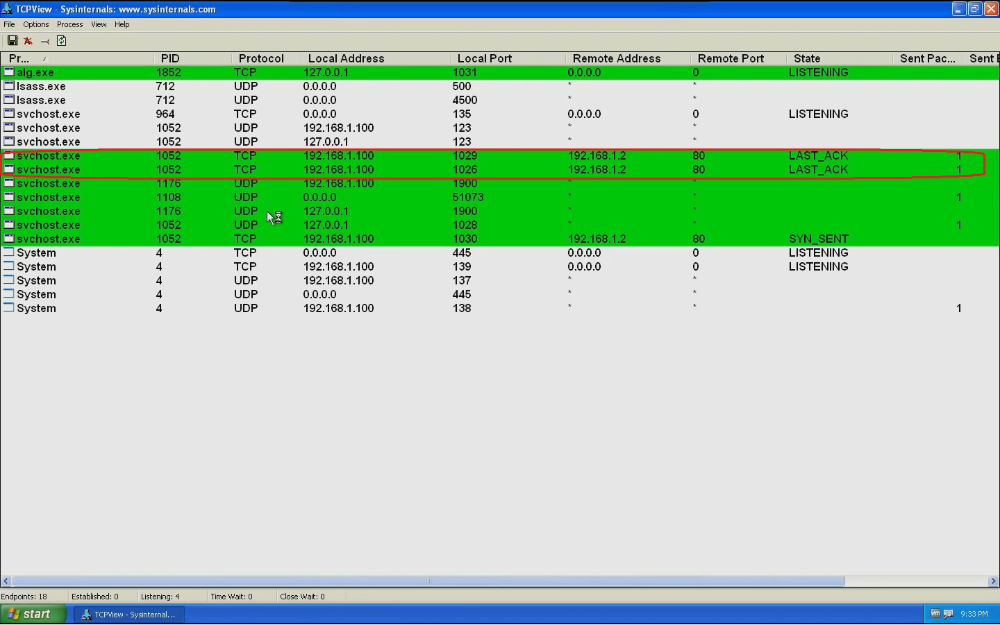 TCPView - Sysinternals: www.sysinternals.com
File Options Process View Help
Pr... PID Protocol Local Address Local Port Remote Address Remote Port State Sent Pac... Sent B
alg.exe 1852 TCP 127.0.0.1 1031 0.0.0.0 0 LISTENING
lsass.exe 712 UDP 0.0.0.0 500 * *
lsass.exe 712 UDP 0.0.0.0 4500 * *
svchost.exe 964 TCP 0.0.0.0 135 0.0.0.0 0 LISTENING
svchost.exe 1052 UDP 192.168.1.100 123 * *
svchost.exe 1052 UDP 127.0.0.1 123 * *
svchost.exe 1052 TCP 192.168.1.100 1029 192.168.1.2 80 LAST_ACK 1
svchost.exe 1052 TCP 192.168.1.100 1026 192.168.1.2 80 LAST_ACK 1
svchost.exe 1176 UDP 192.168.1.100 1900 * *
svchost.exe 1108 UDP 0.0.0.0 51073 * * 1
svchost.exe 1176 UDP 127.0.0.1 1900 * *
svchost.exe 1052 UDP 127.0.0.1 1028 * * 1
svchost.exe 1052 TCP 192.168.1.100 1030 192.168.1.2 80 SYN_SENT
System 4 TCP 0.0.0.0 445 0.0.0.0 0 LISTENING
System 4 TCP 192.168.1.100 139 0.0.0.0 0 LISTENING
System 4 UDP 192.168.1.100 137 * *
System 4 UDP 0.0.0.0 445 * *
System 4 UDP 192.168.1.100 138 * * 1
Endpoints: 18 Established: 0 Listening: 4 Time Wait: 0 Close Wait: 0
start TCPView - Sysinternal... vm 9:33 PM